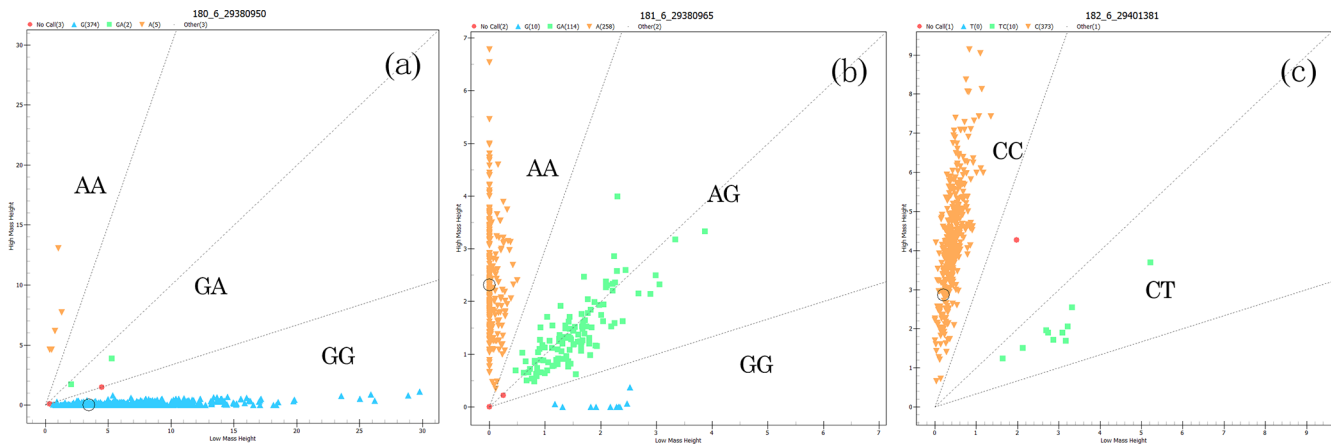 180_6_29380950
No Call(3) G(374) GA(2) A(5) Other(3)
(a)
AA
GA
GG
High Mass Height
30
25
20
15
10
5
0
0 5 10 15 20 25 30
Low Mass Height
181_6_29380965
No Call(2) G(10) GA(114) A(258) Other(2)
(b)
AA
AG
GG
High Mass Height
7
6
5
4
3
2
1
0
0 1 2 3 4 5 6 7
Low Mass Height
182_6_29401381
No Call(1) T(0) TC(10) C(373) Other(1)
(c)
CC
CT
High Mass Height
9
8
7
6
5
4
3
2
1
0
0 1 2 3 4 5 6 7 8 9
Low Mass Height